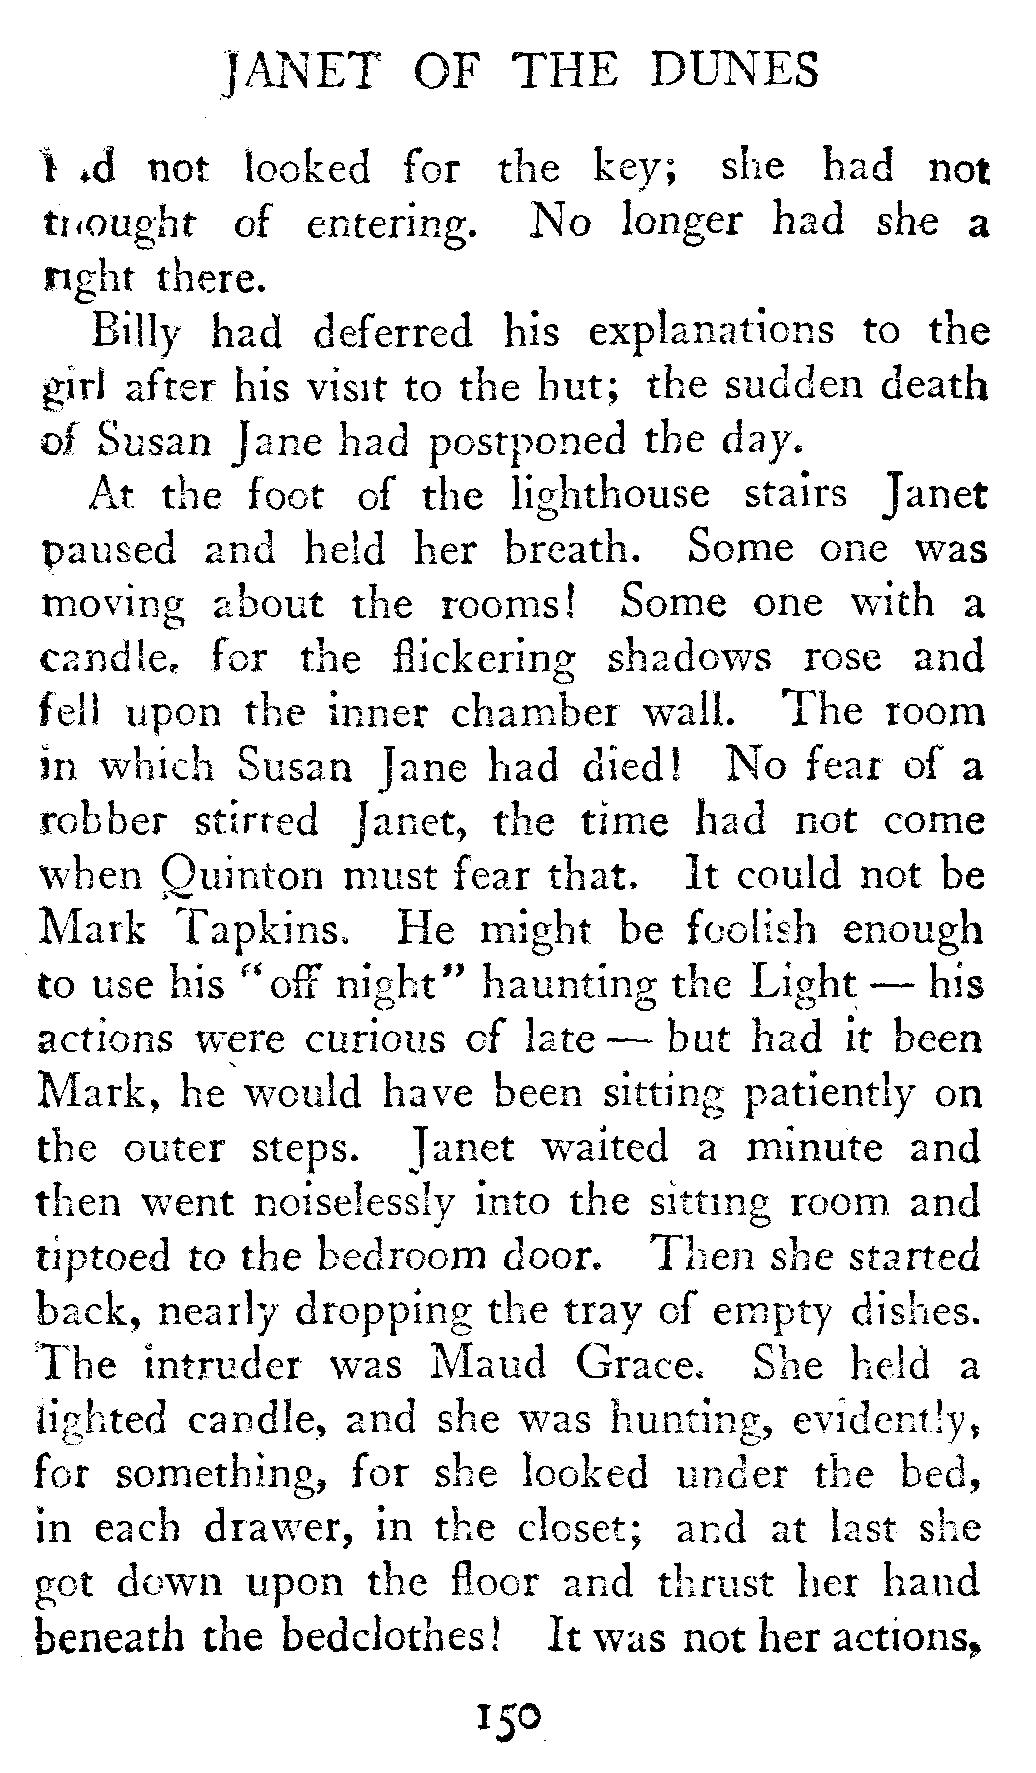 JANET OF THE DUNES
not looked for the key; she had not
thought of entering. No longer had she a
right there.
Billy had deferred his explanations to the
girl after his visit to the hut; the sudden death
of Susan Jane had postponed the day.
At the foot of the lighthouse stairs Janet
paused and held her breath. Some one was
moving about the rooms! Some one with a
candle, for the flickering shadows rose and
fell upon the inner chamber wall. The room
in which Susan Jane had died! No fear of a
robber stirred Janet, the time had not come
when Quinton must fear that. It could not be
Mark Tapkins. He might be foolish enough
to use his "off night" haunting the Light — his
actions were curious of late — but had it been
Mark, he would have been sitting patiently on
the outer steps. Janet waited a minute and
then went noiselessly into the sitting room and
tiptoed to the bedroom door. Then she started
back, nearly dropping the tray of empty dishes.
The intruder was Maud Grace. She held a
lighted candle, and she was hunting, evidently,
for something, for she looked under the bed,
in each drawer, in the closet; and at last she
got down upon the floor and thrust her hand
beneath the bedclothes! It was not her actions,
150